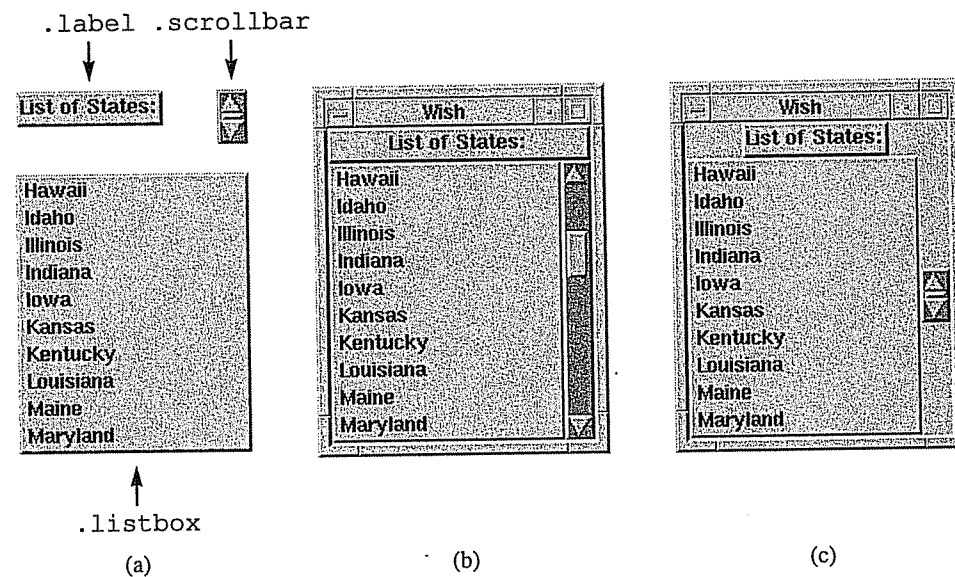 .label .scrollbar
List of States:
Hawaii
Idaho
Illinois
Indiana
Iowa
Kansas
Kentucky
Louisiana
Maine
Maryland
.listbox
(a)
Wish
List of States:
Hawaii
Idaho
Illinois
Indiana
Iowa
Kansas
Kentucky
Louisiana
Maine
Maryland
(b)
Wish
List of States:
Hawaii
Idaho
Illinois
Indiana
Iowa
Kansas
Kentucky
Louisiana
Maine
Maryland
(c)